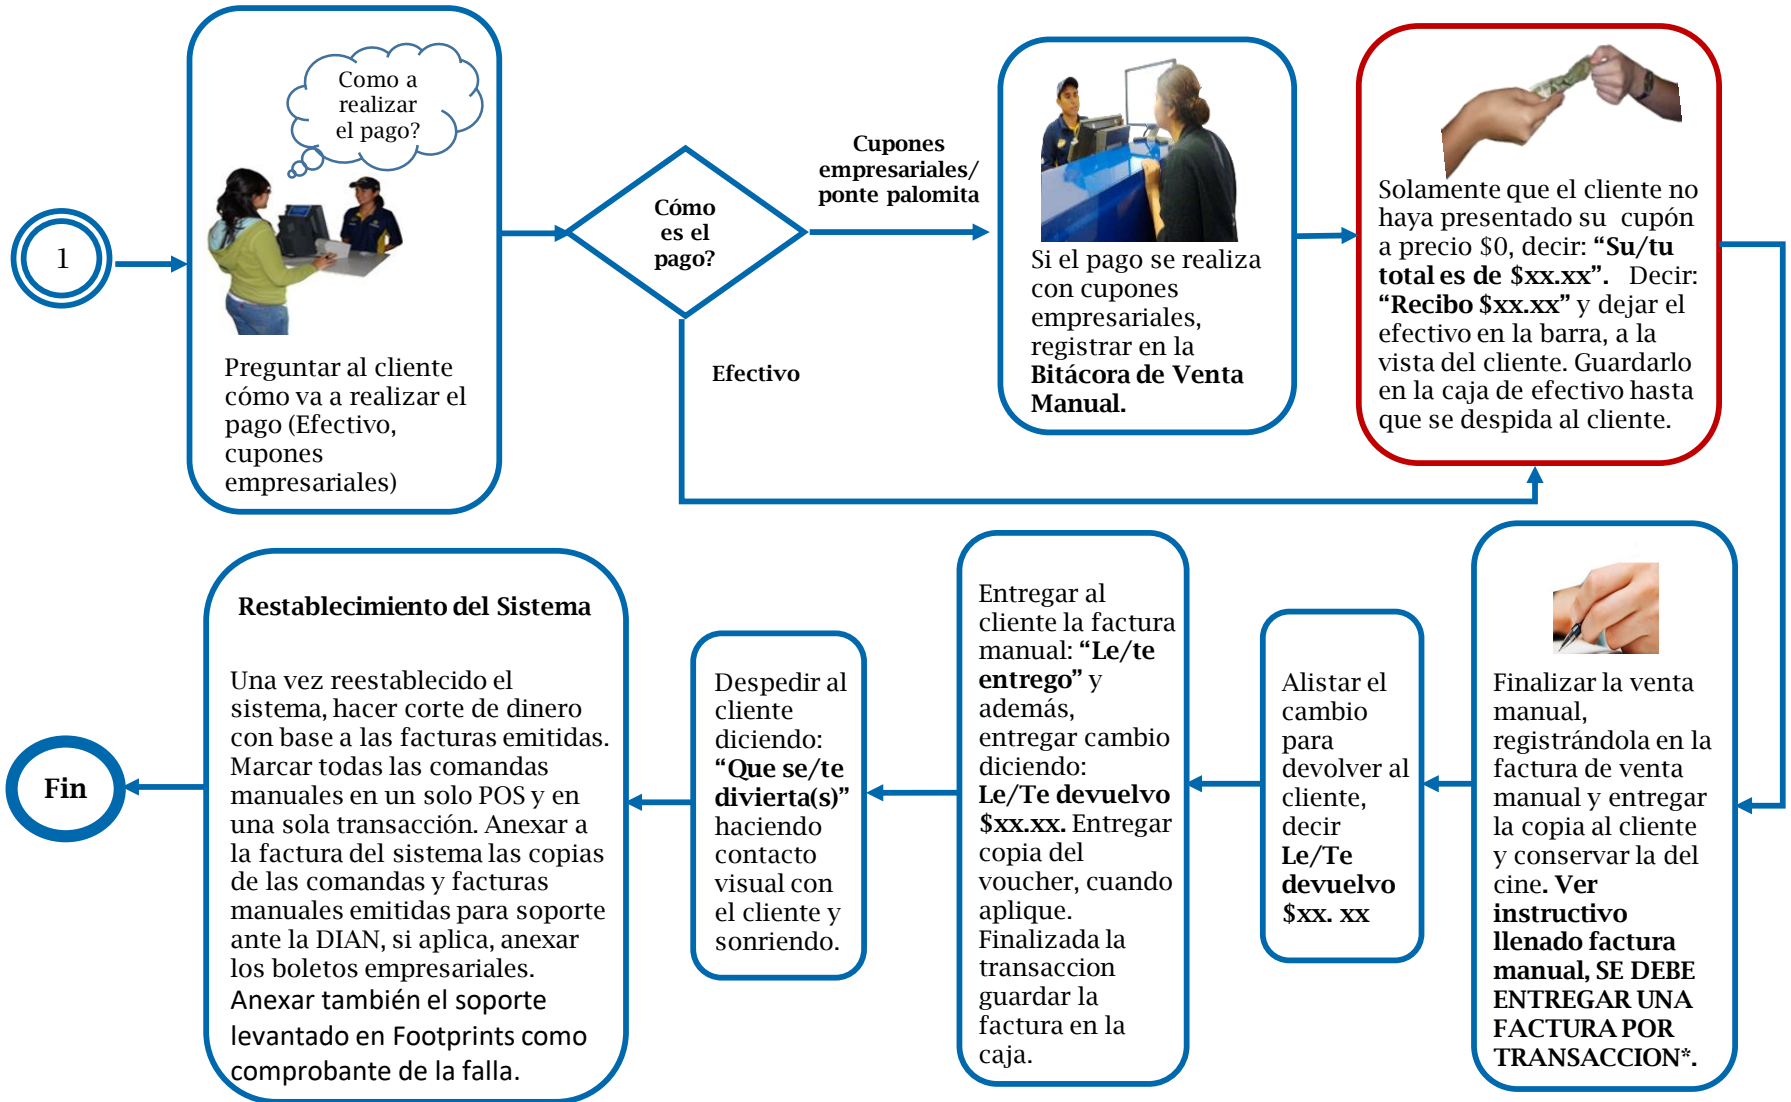 1
Como a
realizar
el pago?
Preguntar al cliente
cómo va a realizar el
pago (Efectivo,
cupones
empresariales)
Cómo
es el
pago?
Cupones
empresariales/
ponte palomita
Efectivo
Si el pago se realiza
con cupones
empresariales,
registrar en la
Bitácora de Venta
Manual.
Solamente que el cliente no
haya presentado su cupón
a precio $0, decir: “Su/tu
total es de $xx.xx”. Decir:
“Recibo $xx.xx” y dejar el
efectivo en la barra, a la
vista del cliente. Guardarlo
en la caja de efectivo hasta
que se despida al cliente.
Finalizar la venta
manual,
registrándola en la
factura de venta
manual y entregar
la copia al cliente
y conservar la del
cine. Ver
instructivo
llenado factura
manual, SE DEBE
ENTREGAR UNA
FACTURA POR
TRANSACCION*.
Alistar el
cambio
para
devolver al
cliente,
decir
Le/Te
devuelvo
$xx. xx
Entregar al
cliente la factura
manual: “Le/te
entrego” y
además,
entregar cambio
diciendo:
Le/Te devuelvo
$xx.xx. Entregar
copia del
voucher, cuando
aplique.
Finalizada la
transaccion
guardar la
factura en la
caja.
Despedir al
cliente
diciendo:
“Que se/te
divierta(s)”
haciendo
contacto
visual con
el cliente y
sonriendo.
Restablecimiento del Sistema
Una vez reestablecido el
sistema, hacer corte de dinero
con base a las facturas emitidas.
Marcar todas las comandas
manuales en un solo POS y en
una sola transacción. Anexar a
la factura del sistema las copias
de las comandas y facturas
manuales emitidas para soporte
ante la DIAN, si aplica, anexar
los boletos empresariales.
Anexar también el soporte
levantado en Footprints como
comprobante de la falla.
Fin